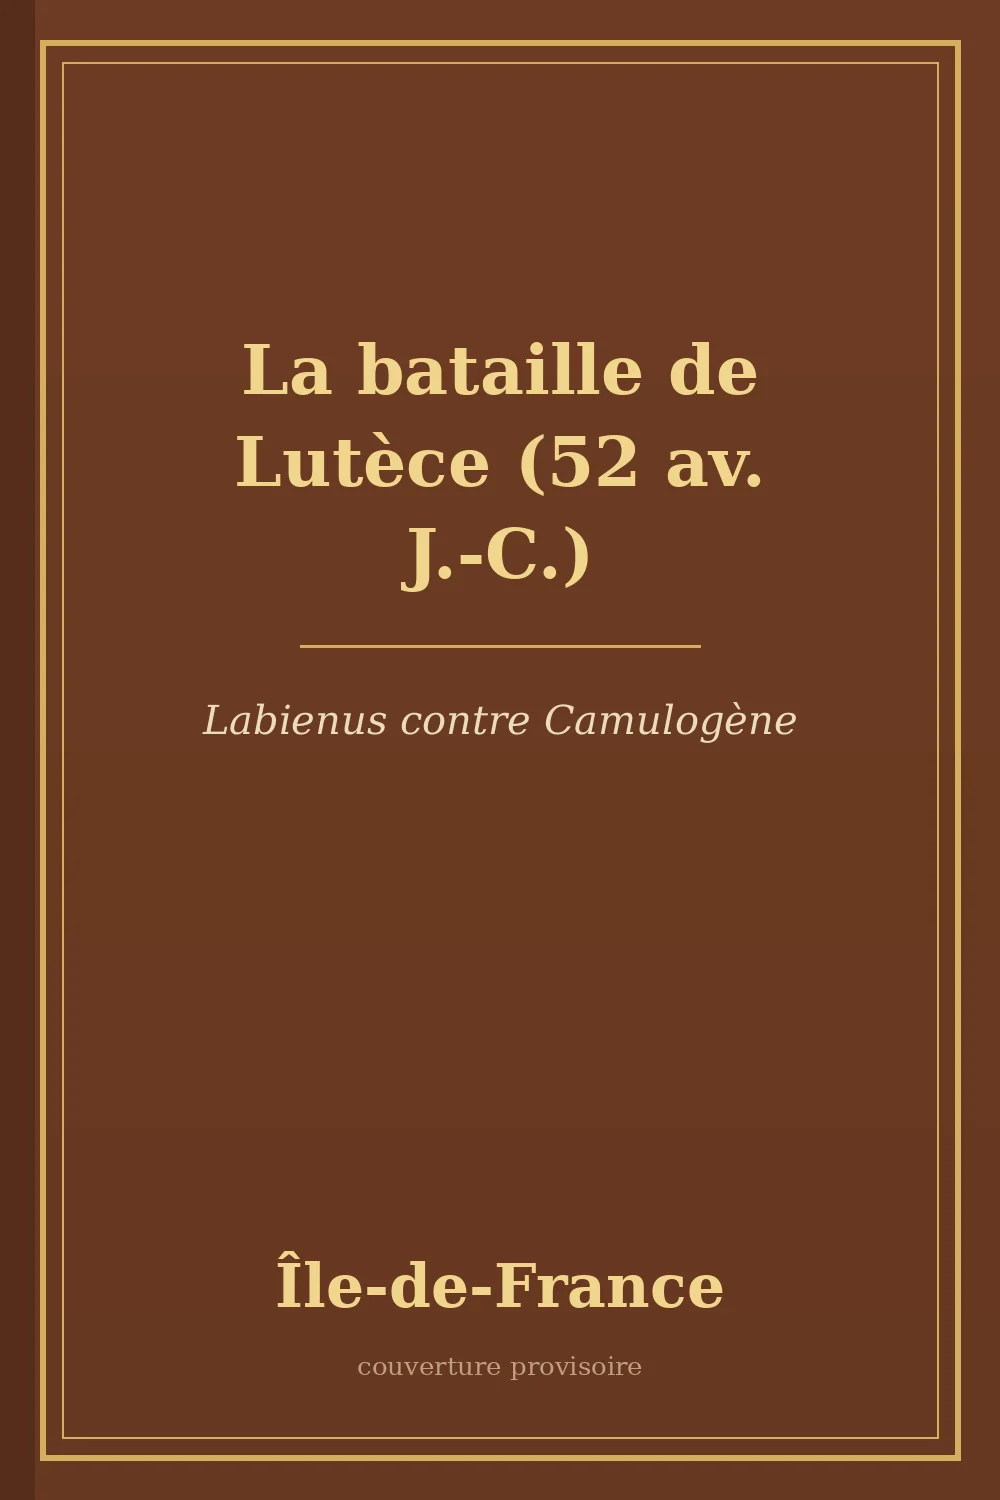 La bataille de
Lutèce (52 av.
J.-C.)
Labienus contre Camulogène
Île-de-France
couverture provisoire